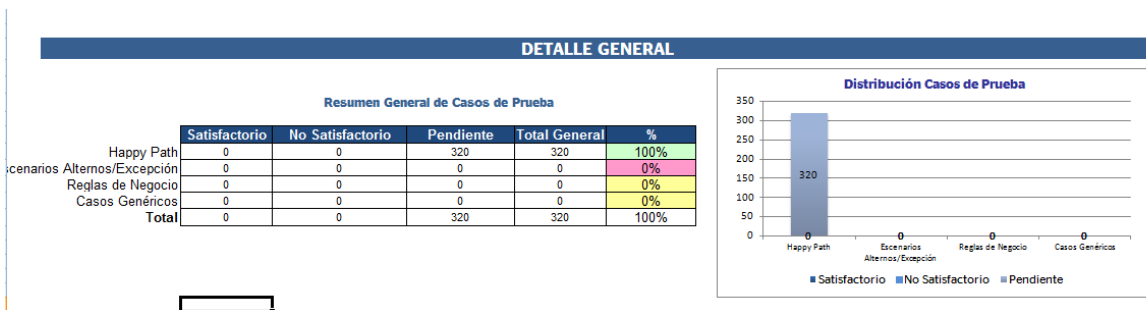 DETALLE GENERAL
Resumen General de Casos de Prueba
Satisfactorio No Satisfactorio Pendiente Total General %
Happy Path 0 0 320 320 100%
cenarios Alternos/Excepción 0 0 0 0 0%
Reglas de Negocio 0 0 0 0 0%
Casos Genéricos 0 0 0 0 0%
Total 0 0 320 320 100%
Distribución Casos de Prueba
350
300
250
200
150
100
50
0
320
0 0 0 0
Happy Path Escenarios Alternos/Excepción Reglas de Negocio Casos Genéricos
Satisfactorio No Satisfactorio Pendiente